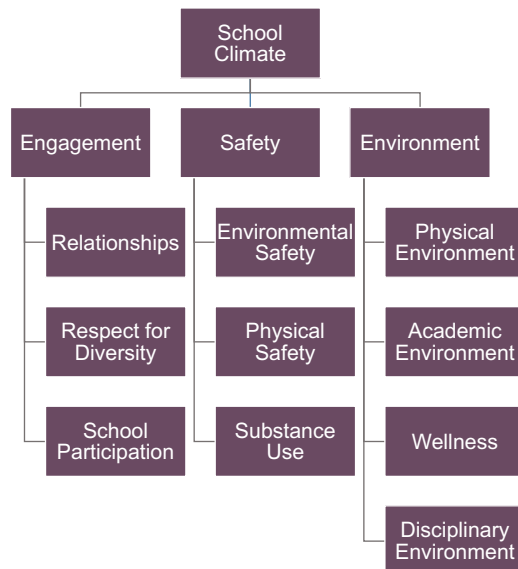 School
Climate
Engagement
Safety
Environment
Relationships
Environmental
Safety
Physical
Environment
Respect for
Diversity
Physical
Safety
Academic
Environment
School
Participation
Substance
Use
Wellness
Disciplinary
Environment